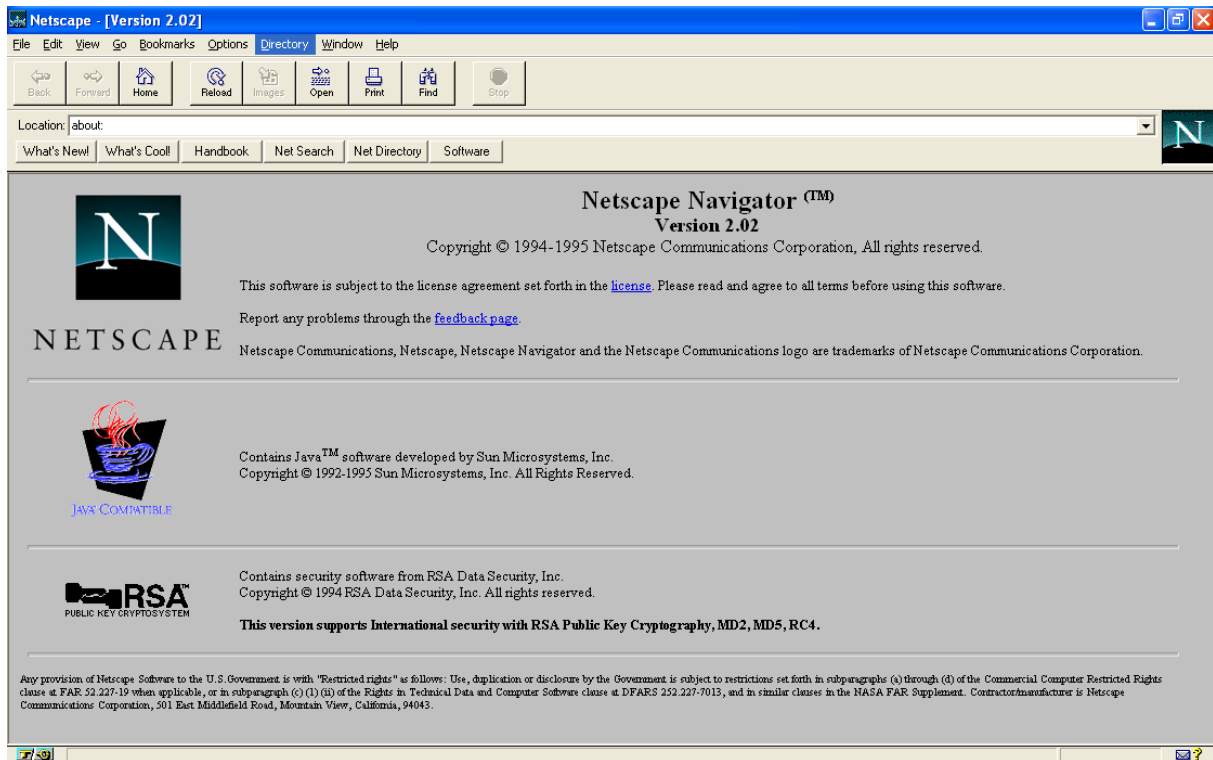 Netscape - [Version 2.02]
File Edit View Go Bookmarks Options Directory Window Help
Back Forward Home Reload Images Open Print Find Stop
Location: about:
N
What's New! What's Cool! Handbook Net Search Net Directory Software
N
NETSCAPE
Netscape Navigator (TM)
Version 2.02
Copyright © 1994-1995 Netscape Communications Corporation, All rights reserved.
This software is subject to the license agreement set forth in the license. Please read and agree to all terms before using this software.
Report any problems through the feedback page.
Netscape Communications, Netscape, Netscape Navigator and the Netscape Communications logo are trademarks of Netscape Communications Corporation.
JAVA COMPATIBLE
Contains Java™ software developed by Sun Microsystems, Inc.
Copyright © 1992-1995 Sun Microsystems, Inc. All Rights Reserved.
RSA™
PUBLIC KEY CRYPTOSYSTEM
Contains security software from RSA Data Security, Inc.
Copyright © 1994 RSA Data Security, Inc. All rights reserved.
This version supports International security with RSA Public Key Cryptography, MD2, MD5, RC4.
Any provision of Netscape Software to the U.S.Government is with "Restricted rights" as follows: Use, duplication or disclosure by the Government is subject to restrictions set forth in subparagraphs (a) through (d) of the Commercial Computer Restricted Rights
clause at FAR 52.227-19 when applicable, or in subparagraph (c) (1) (ii) of the Rights in Technical Data and Computer Software clause at DFARS 252.227-7013, and in similar clauses in the NASA FAR Supplement. Contractor/manufacturer is Netscape
Communications Corporation, 501 East Middlefield Road, Mountain View, California, 94043.